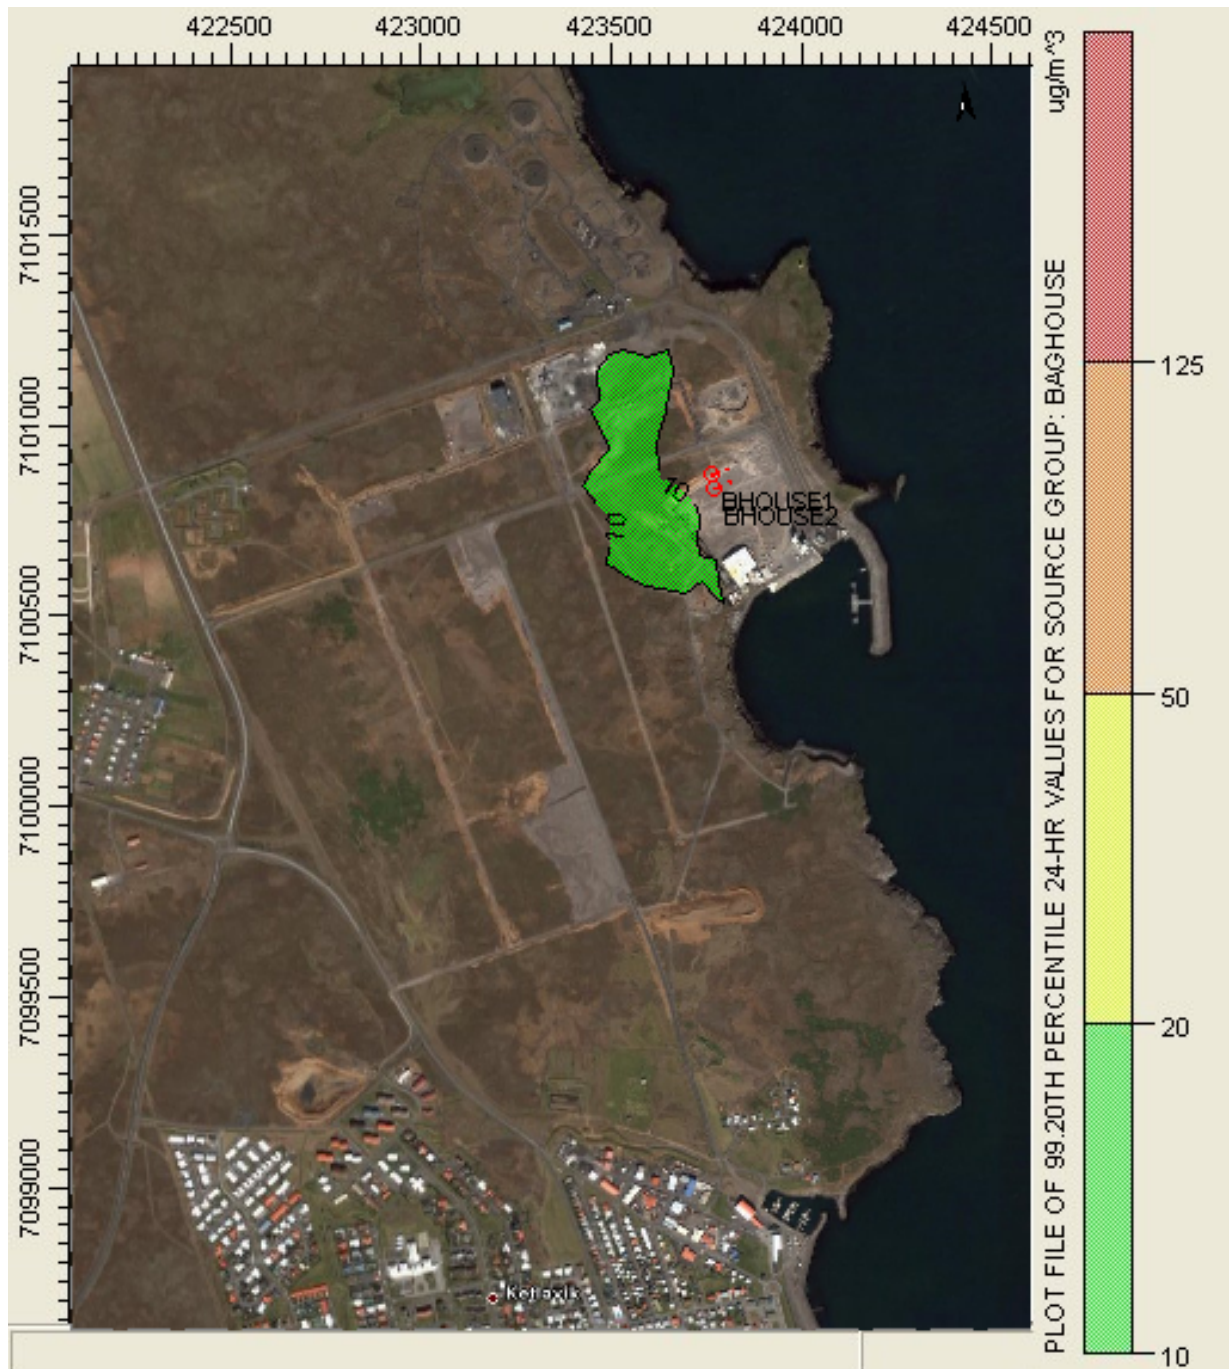 422500 423000 423500 424000 424500
7101500
7101000
7100500
7100000
7099500
7099000
10
10
BHOUSE1
BHOUSE2
Keflavik
ug/m^3
PLOT FILE OF 99.20TH PERCENTILE 24-HR VALUES FOR SOURCE GROUP: BAGHOUSE
125
50
20
10